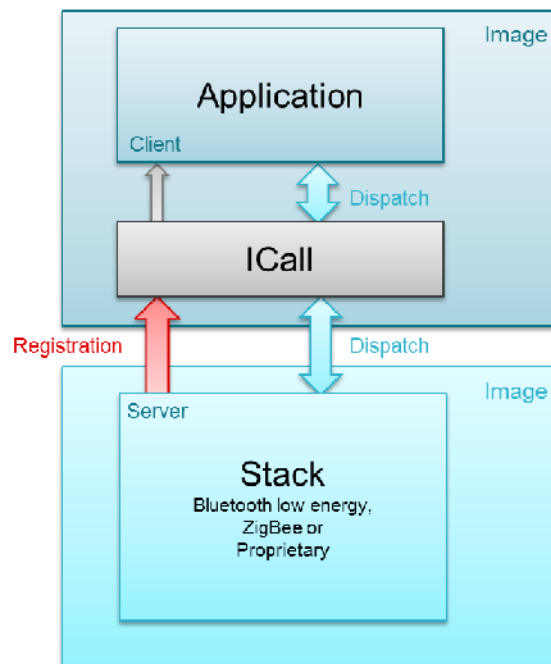 Image
Application
Client
Dispatch
ICall
Registration
Dispatch
Image
Server
Stack
Bluetooth low energy,
ZigBee or
Proprietary